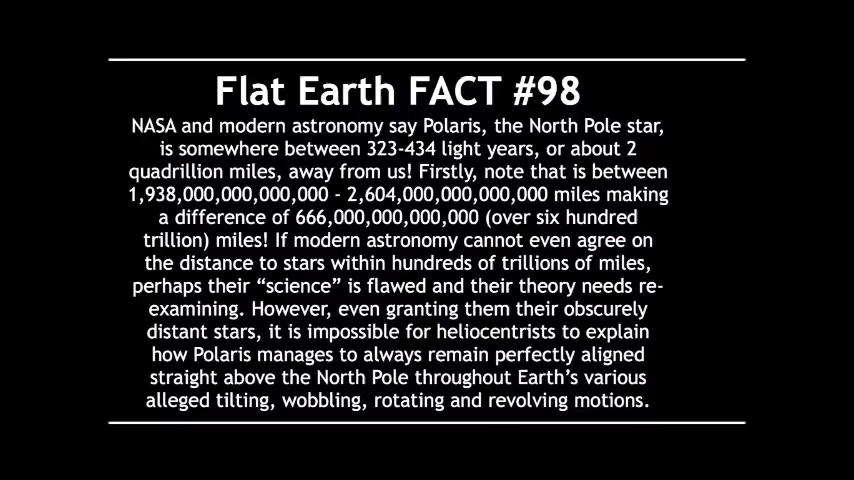 Flat Earth FACT #98
NASA and modern astronomy say Polaris, the North Pole star,
is somewhere between 323-434 light years, or about 2
quadrillion miles, away from us! Firstly, note that is between
1,938,000,000,000,000 - 2,604,000,000,000,000 miles making
a difference of 666,000,000,000,000 (over six hundred
trillion) miles! If modern astronomy cannot even agree on
the distance to stars within hundreds of trillions of miles,
perhaps their “science” is flawed and their theory needs re-
examining. However, even granting them their obscurely
distant stars, it is impossible for heliocentrists to explain
how Polaris manages to always remain perfectly aligned
straight above the North Pole throughout Earth’s various
alleged tilting, wobbling, rotating and revolving motions.